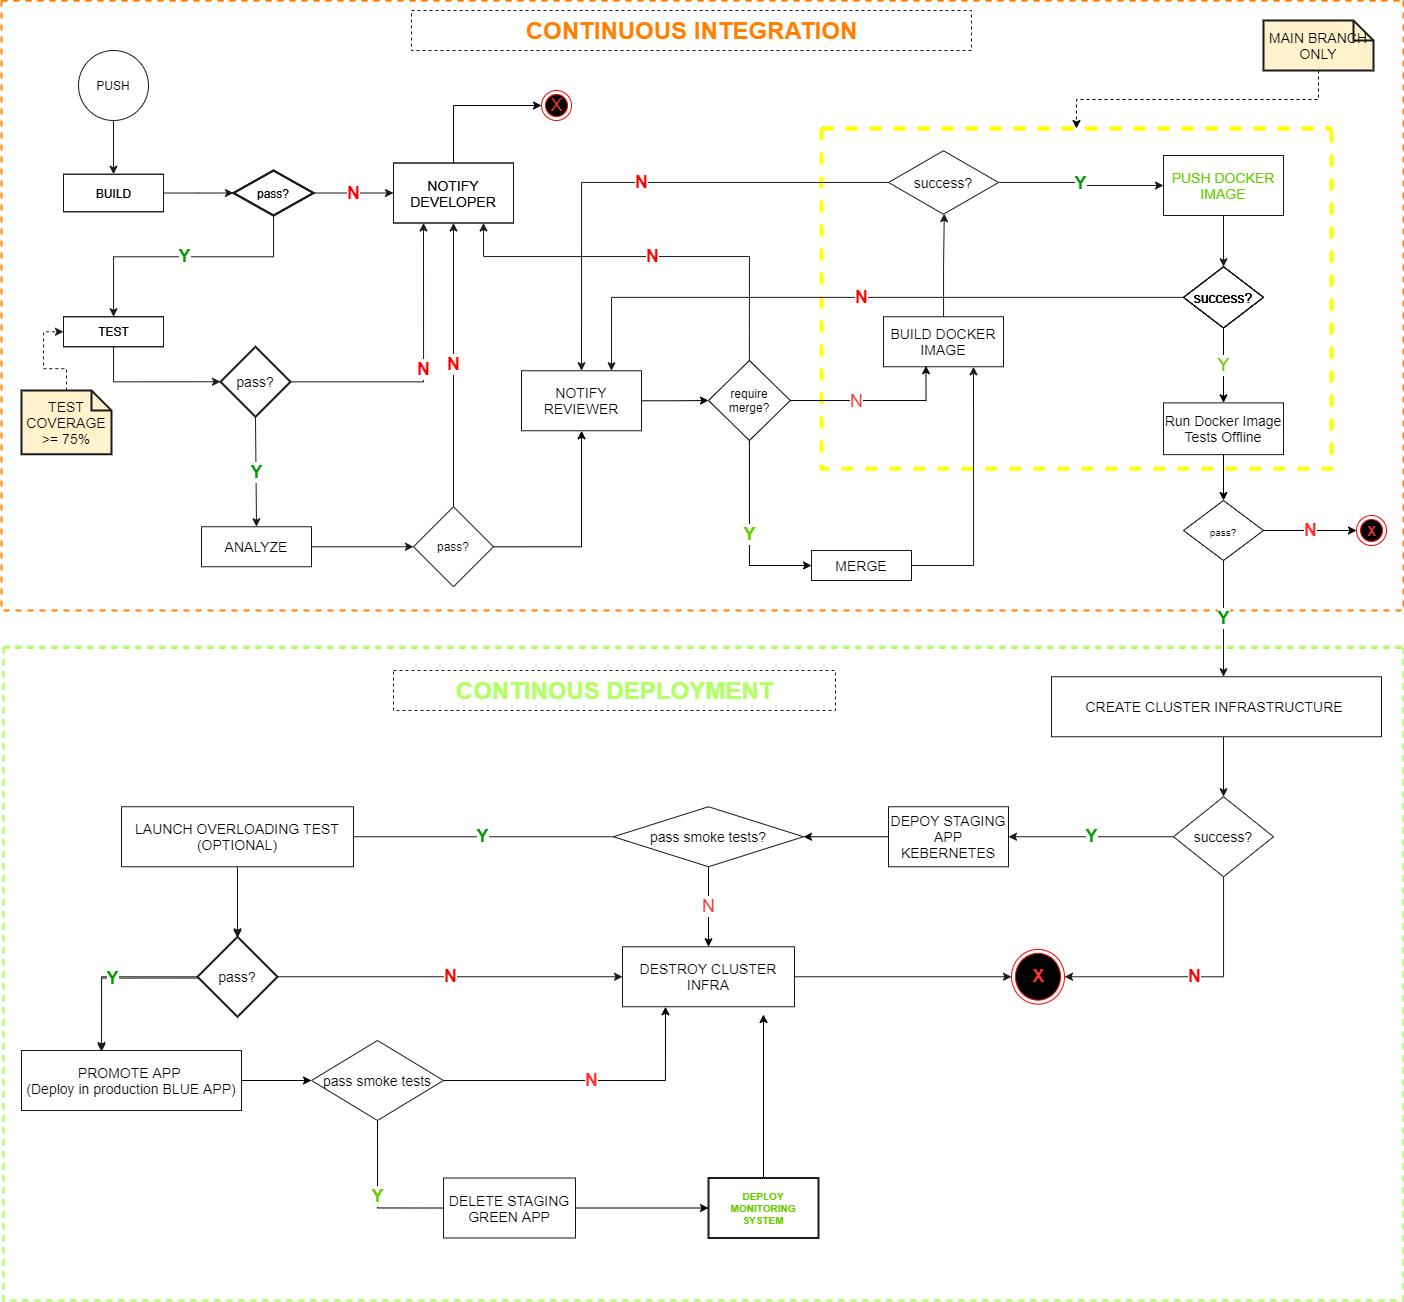 CONTINUOUS INTEGRATION
MAIN BRANCH
ONLY
PUSH
X
BUILD
pass?
N
NOTIFY
DEVELOPER
N
success?
Y
PUSH DOCKER
IMAGE
Y
N
N
success?
TEST
BUILD DOCKER
IMAGE
N
N
Y
pass?
NOTIFY
REVIEWER
require
merge?
N
TEST
COVERAGE
>= 75%
Run Docker Image
Tests Offline
Y
Y
pass?
N
X
ANALYZE
pass?
MERGE
Y
CONTINOUS DEPLOYMENT
CREATE CLUSTER INFRASTRUCTURE
LAUNCH OVERLOADING TEST
(OPTIONAL)
Y
pass smoke tests?
DEPOY STAGING
APP
KEBERNETES
Y
success?
N
Y
pass?
N
DESTROY CLUSTER
INFRA
X
N
PROMOTE APP
(Deploy in production BLUE APP)
pass smoke tests
N
Y
DELETE STAGING
GREEN APP
DEPLOY
MONITORING
SYSTEM